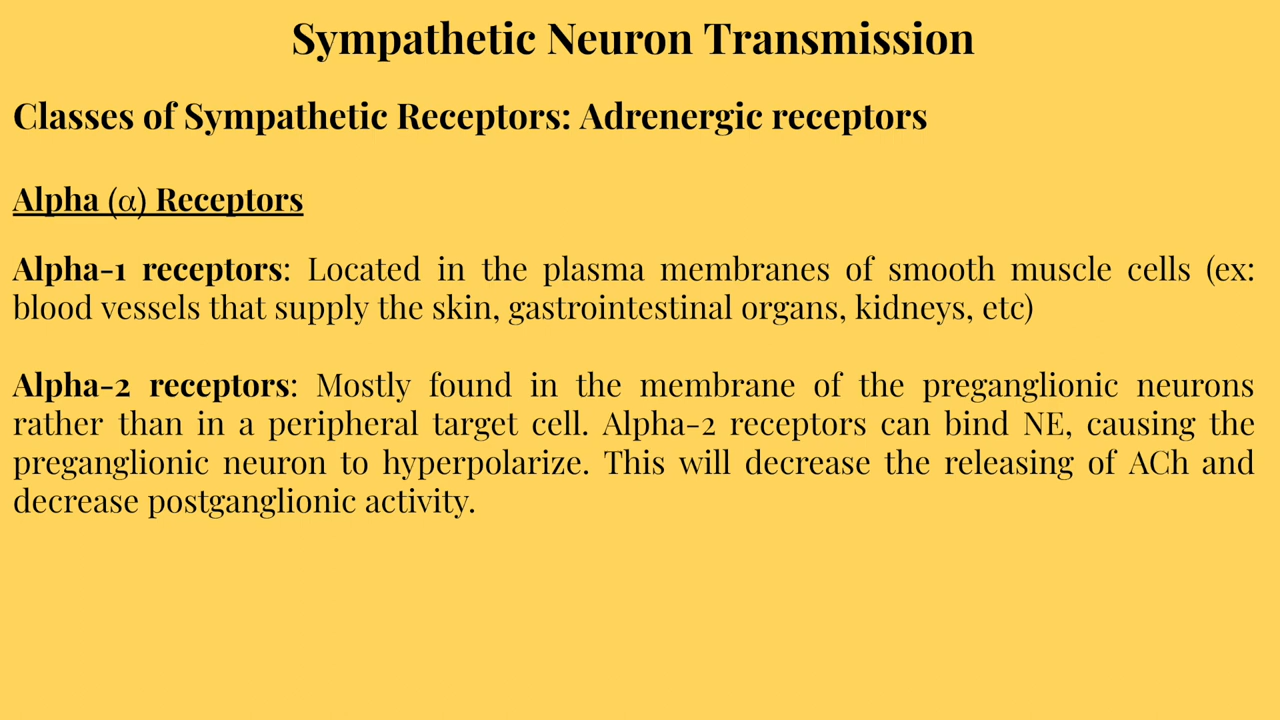 Sympathetic Neuron Transmission
Classes of Sympathetic Receptors: Adrenergic receptors
Alpha (α) Receptors
Alpha-1 receptors: Located in the plasma membranes of smooth muscle cells (ex:
blood vessels that supply the skin, gastrointestinal organs, kidneys, etc)
Alpha-2 receptors: Mostly found in the membrane of the preganglionic neurons
rather than in a peripheral target cell. Alpha-2 receptors can bind NE, causing the
preganglionic neuron to hyperpolarize. This will decrease the releasing of ACh and
decrease postganglionic activity.